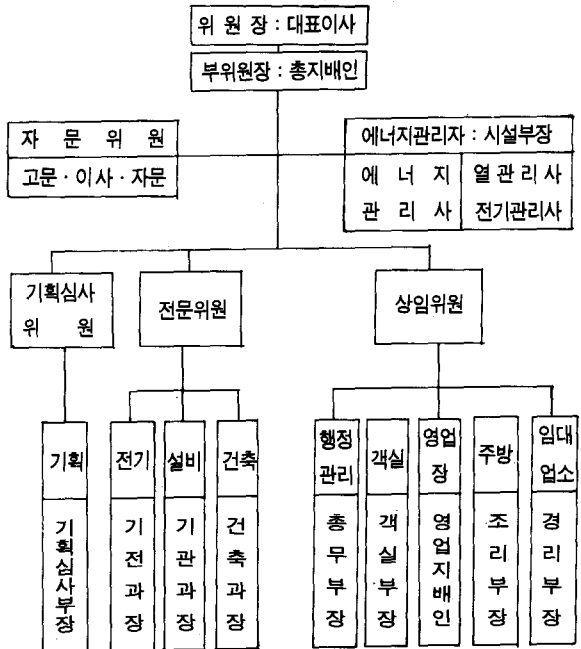 위 원 장 : 대표이사
부위원장 : 총지배인
자 문 위 원
고문·이사·자문
에너지관리자 : 시설부장
에 너 지
관 리 사
열관리사
전기관리사
기획심사
위 원
전문위원
상임위원
기획
기획심사부장
전기
기전과장
설비
기관과장
건축
건축과장
행정
관리
총무부장
객실
객실부장
영업
장
영업지배인
주방
조리부장
임대
업소
경리부장